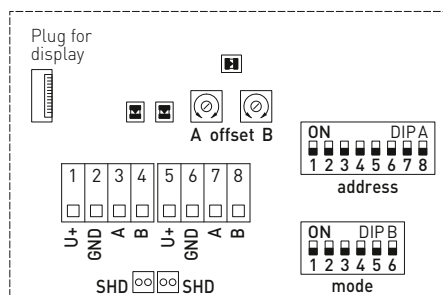 Plug for
display
A offset B
ON DIP A
1 2 3 4 5 6 7 8
address
1 2 3 4 5 6 7 8
U+ GND A B U+ GND A B
ON DIP B
1 2 3 4 5 6
mode
SHD SHD